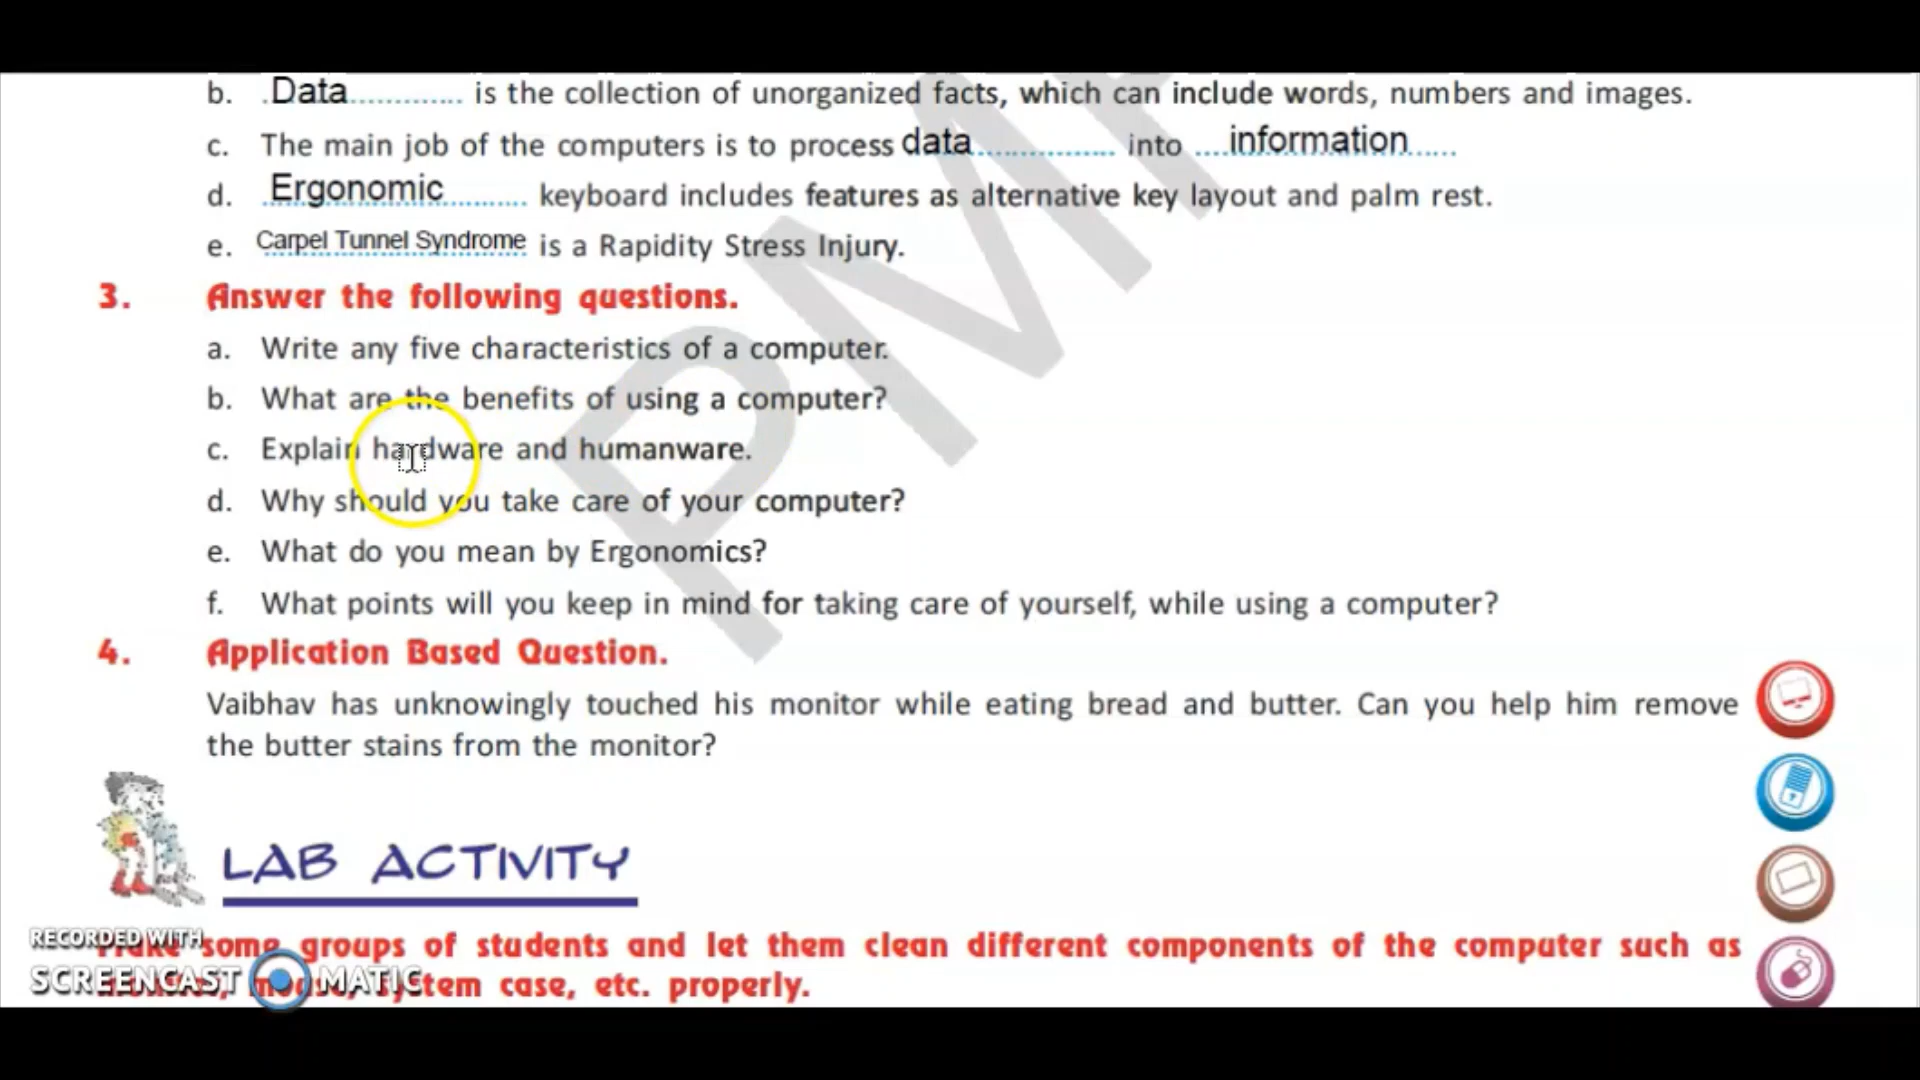 b. Data is the collection of unorganized facts, which can include words, numbers and images.
c. The main job of the computers is to process data into information
d. Ergonomic keyboard includes features as alternative key layout and palm rest.
e. Carpel Tunnel Syndrome is a Rapidity Stress Injury.
3. Answer the following questions.
a. Write any five characteristics of a computer.
b. What are the benefits of using a computer?
c. Explain hardware and humanware.
d. Why should you take care of your computer?
e. What do you mean by Ergonomics?
f. What points will you keep in mind for taking care of yourself, while using a computer?
4. Application Based Question.
Vaibhav has unknowingly touched his monitor while eating bread and butter. Can you help him remove
the butter stains from the monitor?
LAB ACTIVITY
Make some groups of students and let them clean different components of the computer such as
mouse, system case, etc. properly.
RECORDED WITH
SCREENCAST MATIC